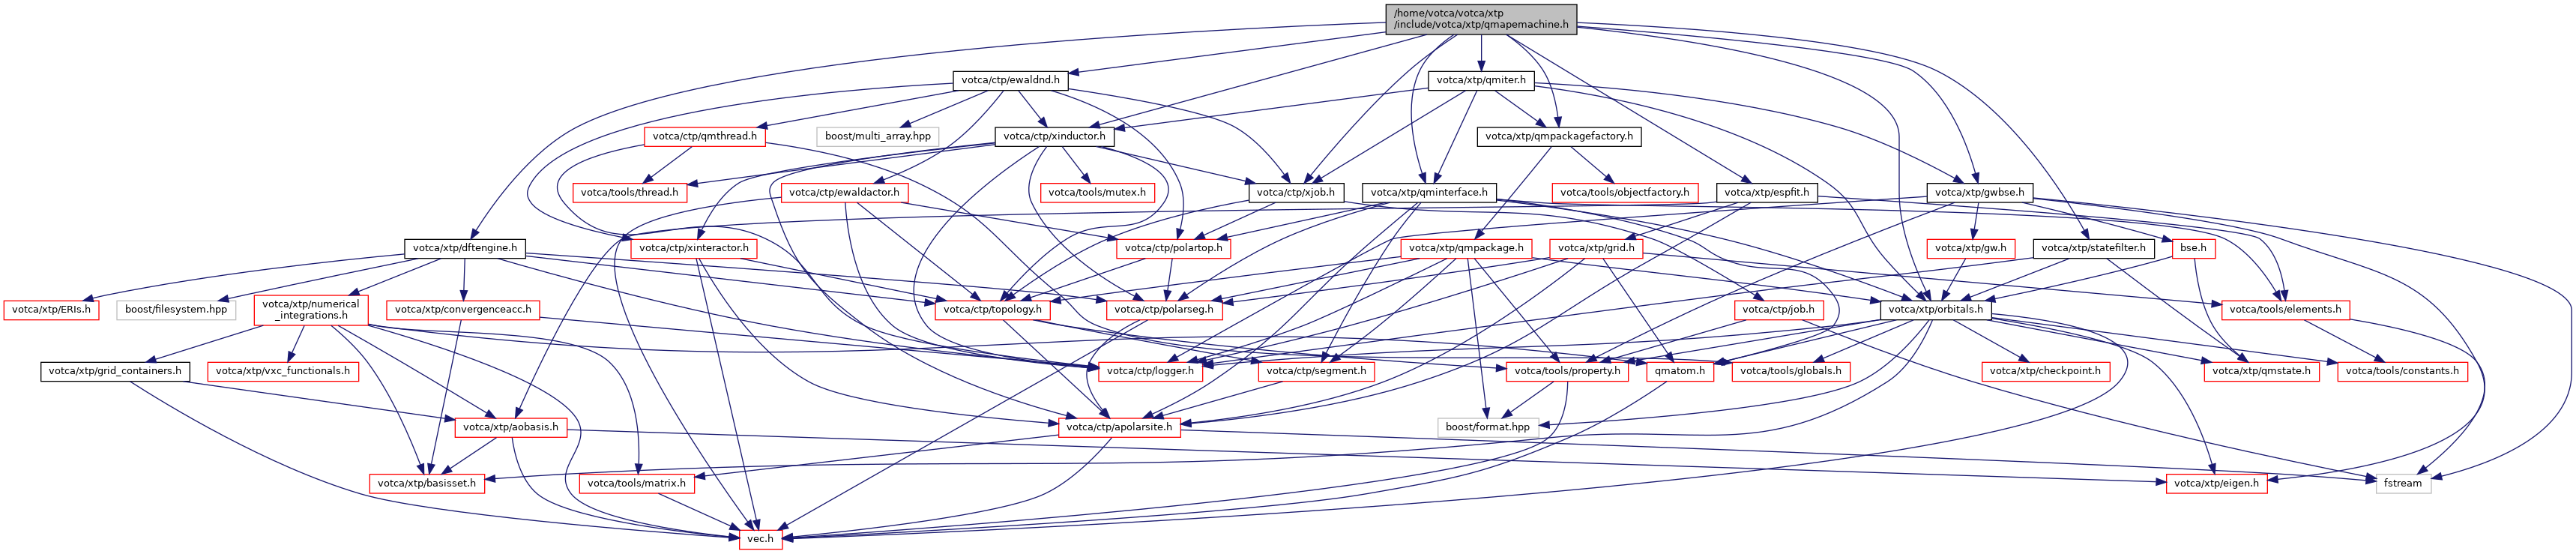 /home/votca/votca/xtp
/include/votca/xtp/qmapemachine.h
votca/ctp/ewaldnd.h
votca/xtp/qmiter.h
votca/ctp/qmthread.h
boost/multi_array.hpp
votca/ctp/xinductor.h
votca/xtp/qmpackagefactory.h
votca/tools/thread.h
votca/ctp/ewaldactor.h
votca/tools/mutex.h
votca/ctp/xjob.h
votca/xtp/qminterface.h
votca/tools/objectfactory.h
votca/xtp/espfit.h
votca/xtp/gwbse.h
votca/xtp/dftengine.h
votca/ctp/xinteractor.h
votca/ctp/polartop.h
votca/xtp/qmpackage.h
votca/xtp/grid.h
votca/xtp/gw.h
votca/xtp/statefilter.h
bse.h
votca/xtp/ERIs.h
boost/filesystem.hpp
votca/xtp/numerical
_integrations.h
votca/xtp/convergenceacc.h
votca/ctp/topology.h
votca/ctp/polarseg.h
votca/ctp/job.h
votca/xtp/orbitals.h
votca/tools/elements.h
votca/xtp/grid_containers.h
votca/xtp/vxc_functionals.h
votca/ctp/logger.h
votca/ctp/segment.h
votca/tools/property.h
qmatom.h
votca/tools/globals.h
votca/xtp/checkpoint.h
votca/xtp/qmstate.h
votca/tools/constants.h
votca/xtp/aobasis.h
votca/ctp/apolarsite.h
boost/format.hpp
votca/xtp/basisset.h
votca/tools/matrix.h
votca/xtp/eigen.h
fstream
vec.h